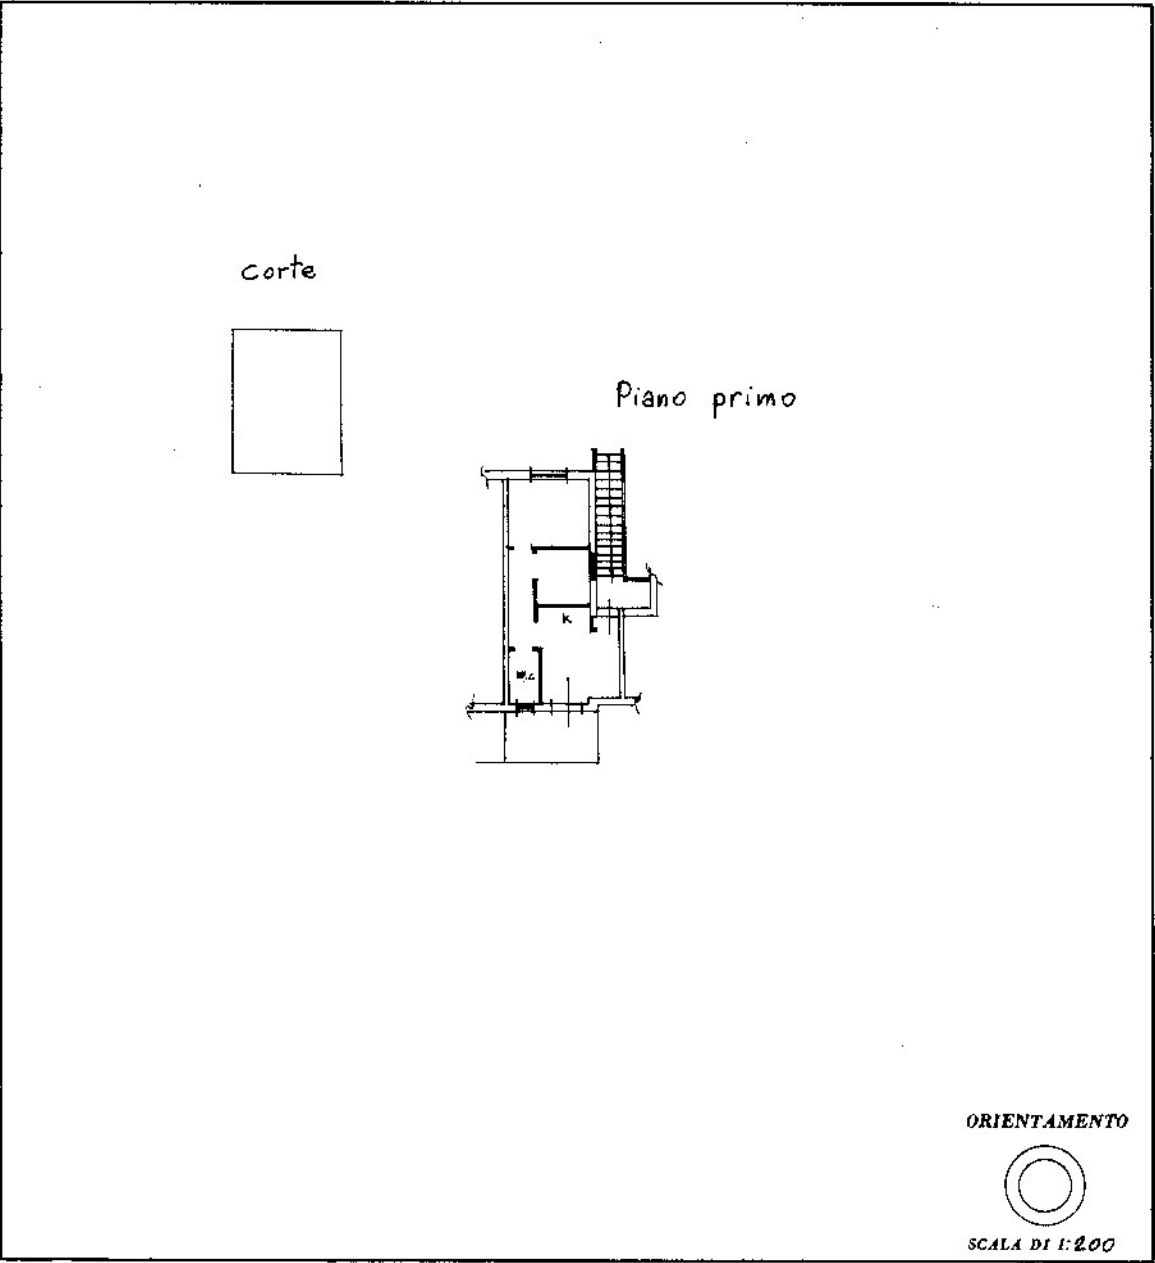 corte
Piano primo
K
W.C
ORIENTAMENTO
SCALA DI 1:200